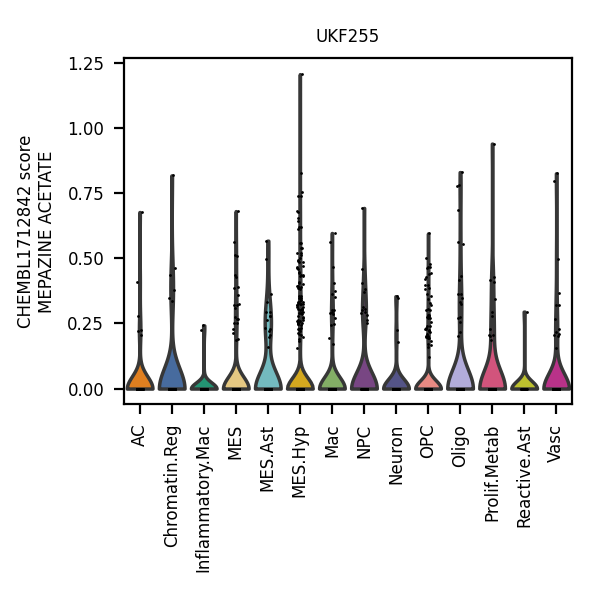 UKF255
CHEMBL1712842 score
MEPAZINE ACETATE
1.25
1.00
0.75
0.50
0.25
0.00
AC
Chromatin.Reg
Inflammatory.Mac
MES
MES.Ast
MES.Hyp
Mac
NPC
Neuron
OPC
Oligo
Prolif.Metab
Reactive.Ast
Vasc